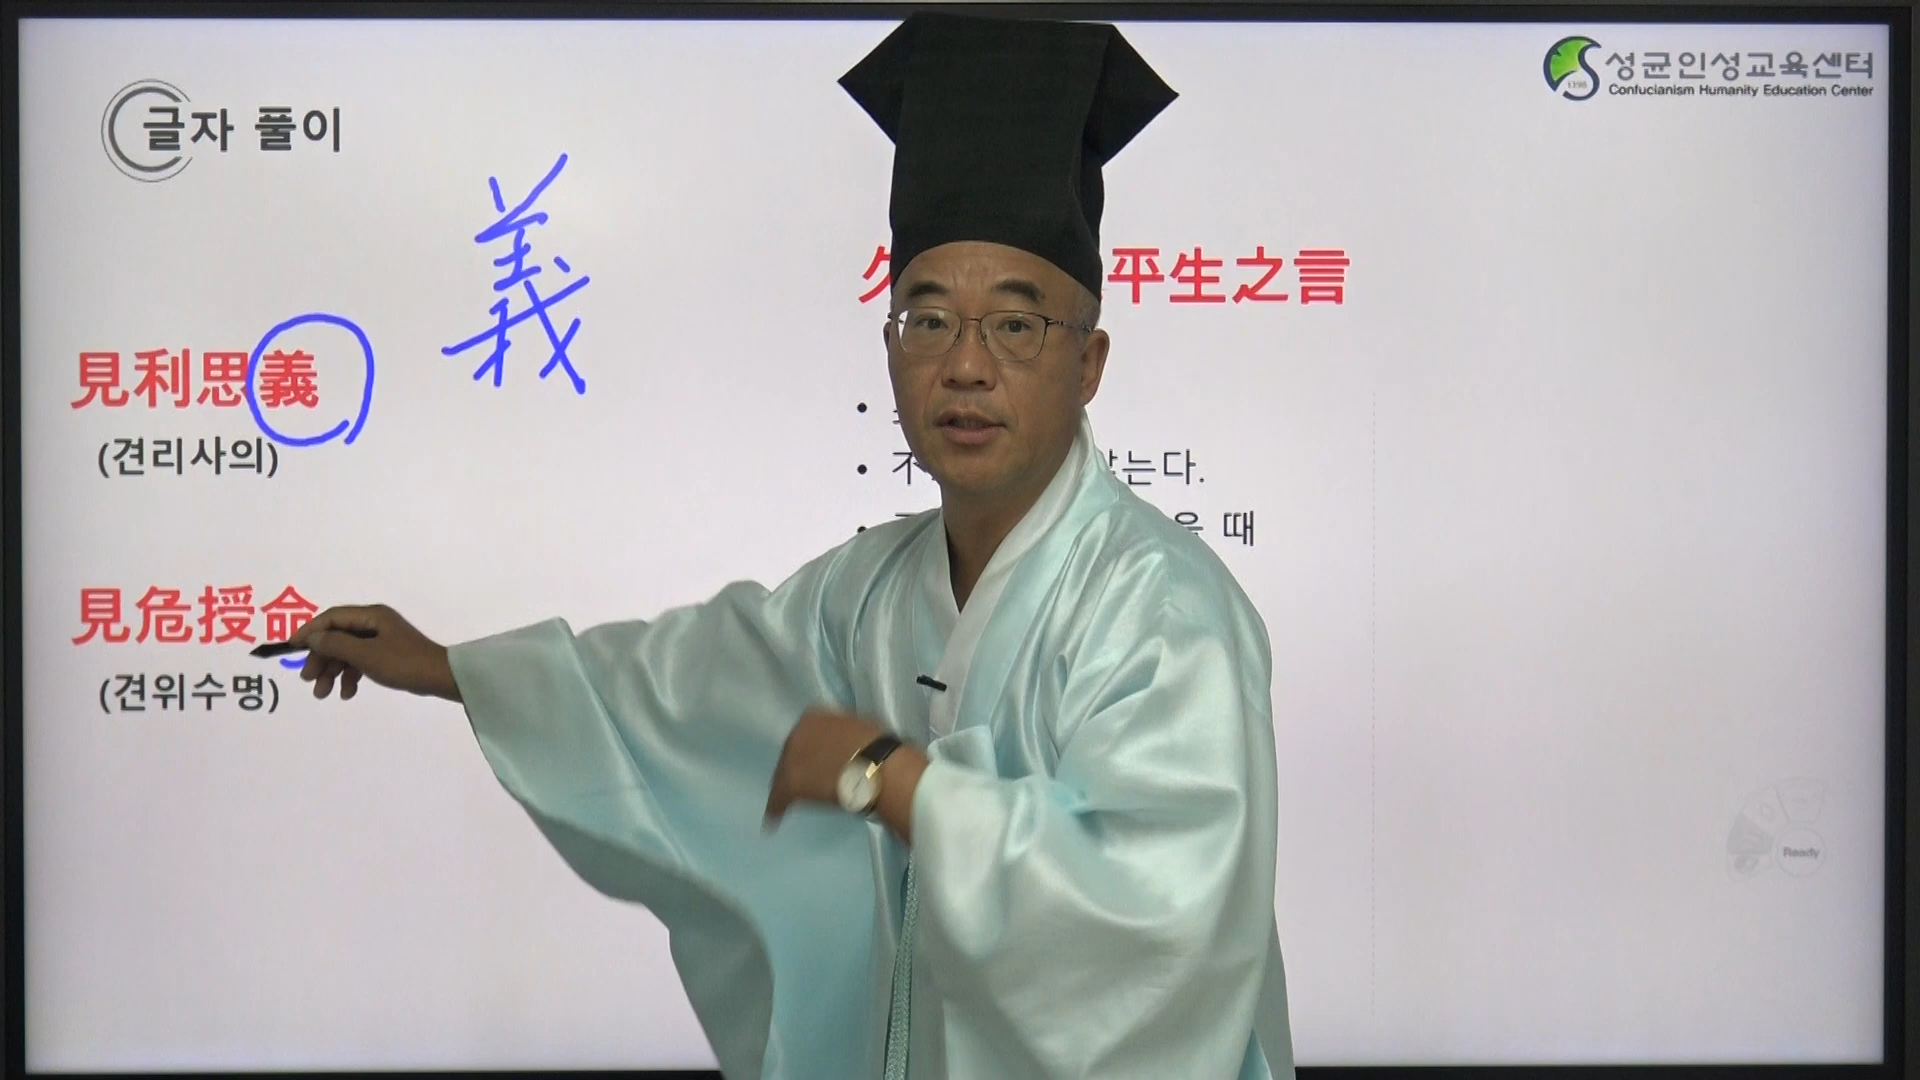 글자 풀이
성균인성교육센터
Confucianism Humanity Education Center
1398
義
平生之言
見利思義
(견리사의)
는다.
때
見危授命
(견위수명)
Ready